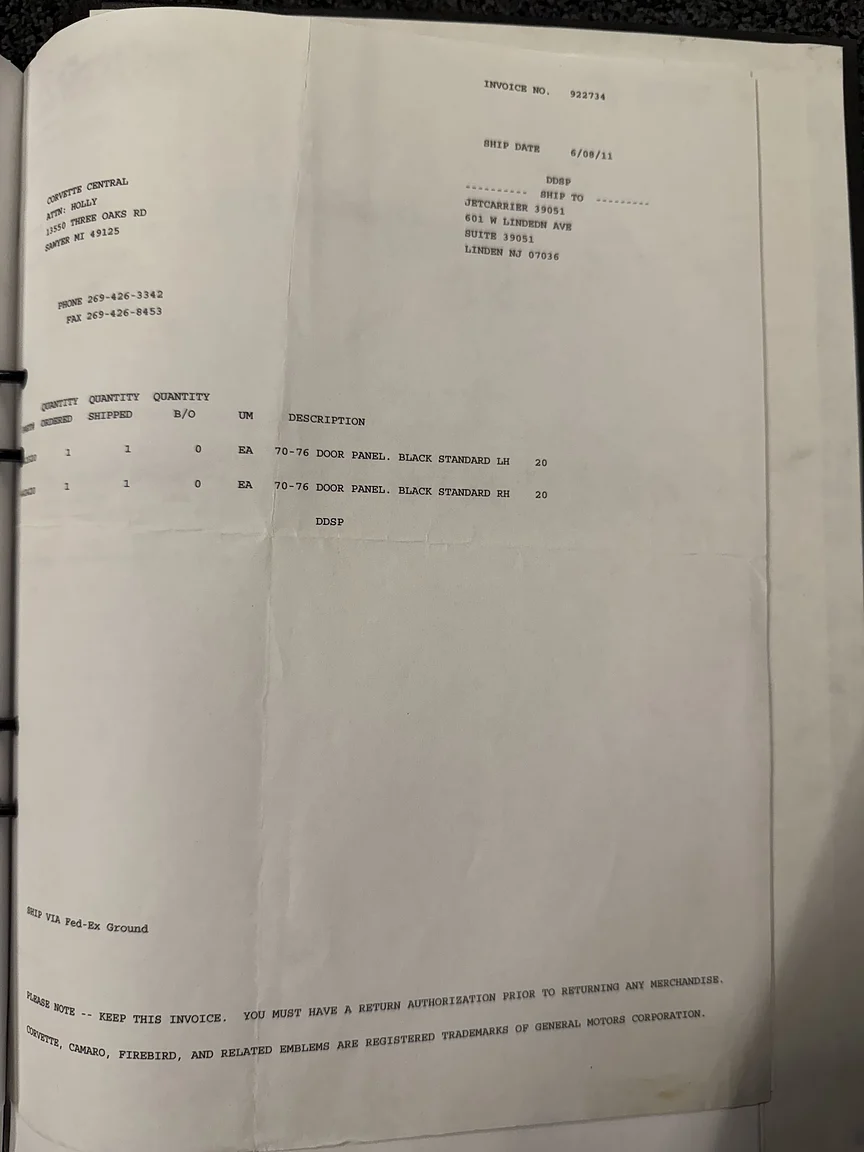 INVOICE NO. 922734
SHIP DATE 6/08/11
DDSP
---------- SHIP TO ---------
CORVETTE CENTRAL
ATTN: HOLLY
13550 THREE OAKS RD
SAWYER MI 49125
JETCARRIER 39051
601 W LINDEDN AVE
SUITE 39051
LINDEN NJ 07036
PHONE 269-426-3342
FAX 269-426-8453
QUANTITY QUANTITY QUANTITY
ORDERED SHIPPED B/O UM DESCRIPTION
1 1 0 EA 70-76 DOOR PANEL. BLACK STANDARD LH 20
1 1 0 EA 70-76 DOOR PANEL. BLACK STANDARD RH 20
DDSP
SHIP VIA Fed-Ex Ground
PLEASE NOTE -- KEEP THIS INVOICE. YOU MUST HAVE A RETURN AUTHORIZATION PRIOR TO RETURNING ANY MERCHANDISE.
CORVETTE, CAMARO, FIREBIRD, AND RELATED EMBLEMS ARE REGISTERED TRADEMARKS OF GENERAL MOTORS CORPORATION.